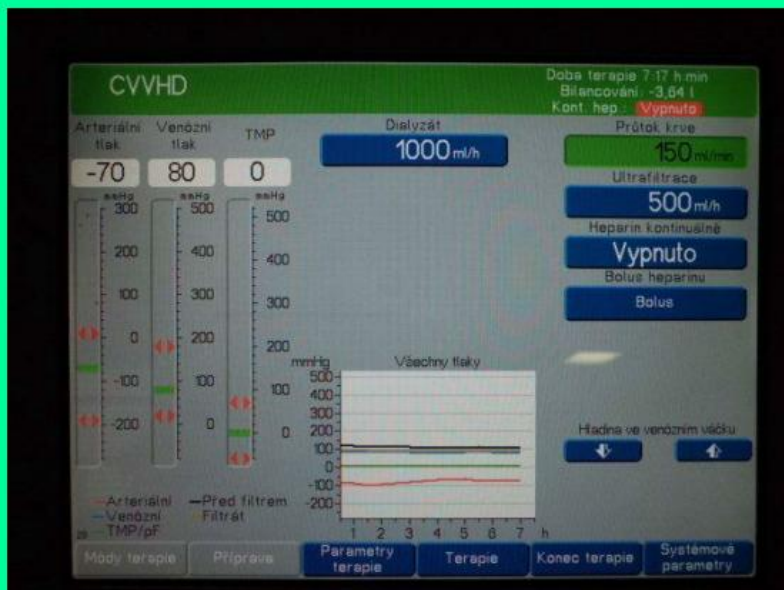 CVVHD
Doba terapie 7:17 h:min
Bilancování: -3,64 l
Kont. hep.: Vypnuto
Arteriální tlak
Venózní tlak
TMP
-70
80
0
mmHg
mmHg
mmHg
300
200
100
0
-100
-200
500
400
300
200
100
0
500
400
300
200
100
0
Dialyzát
1000 ml/h
Průtok krve
150 ml/min
Ultrafiltrace
500 ml/h
Heparin kontinuálně
Vypnuto
Bolus heparinu
Bolus
Všechny tlaky
mmHg
500
400
300
200
100
0
-100
-200
1 2 3 4 5 6 7 h
Arteriální
Před filtrem
Venózní
Filtrát
TMP/pF
Hladina ve venózním váčku
Módy terapie
Příprava
Parametry terapie
Terapie
Konec terapie
Systémové parametry